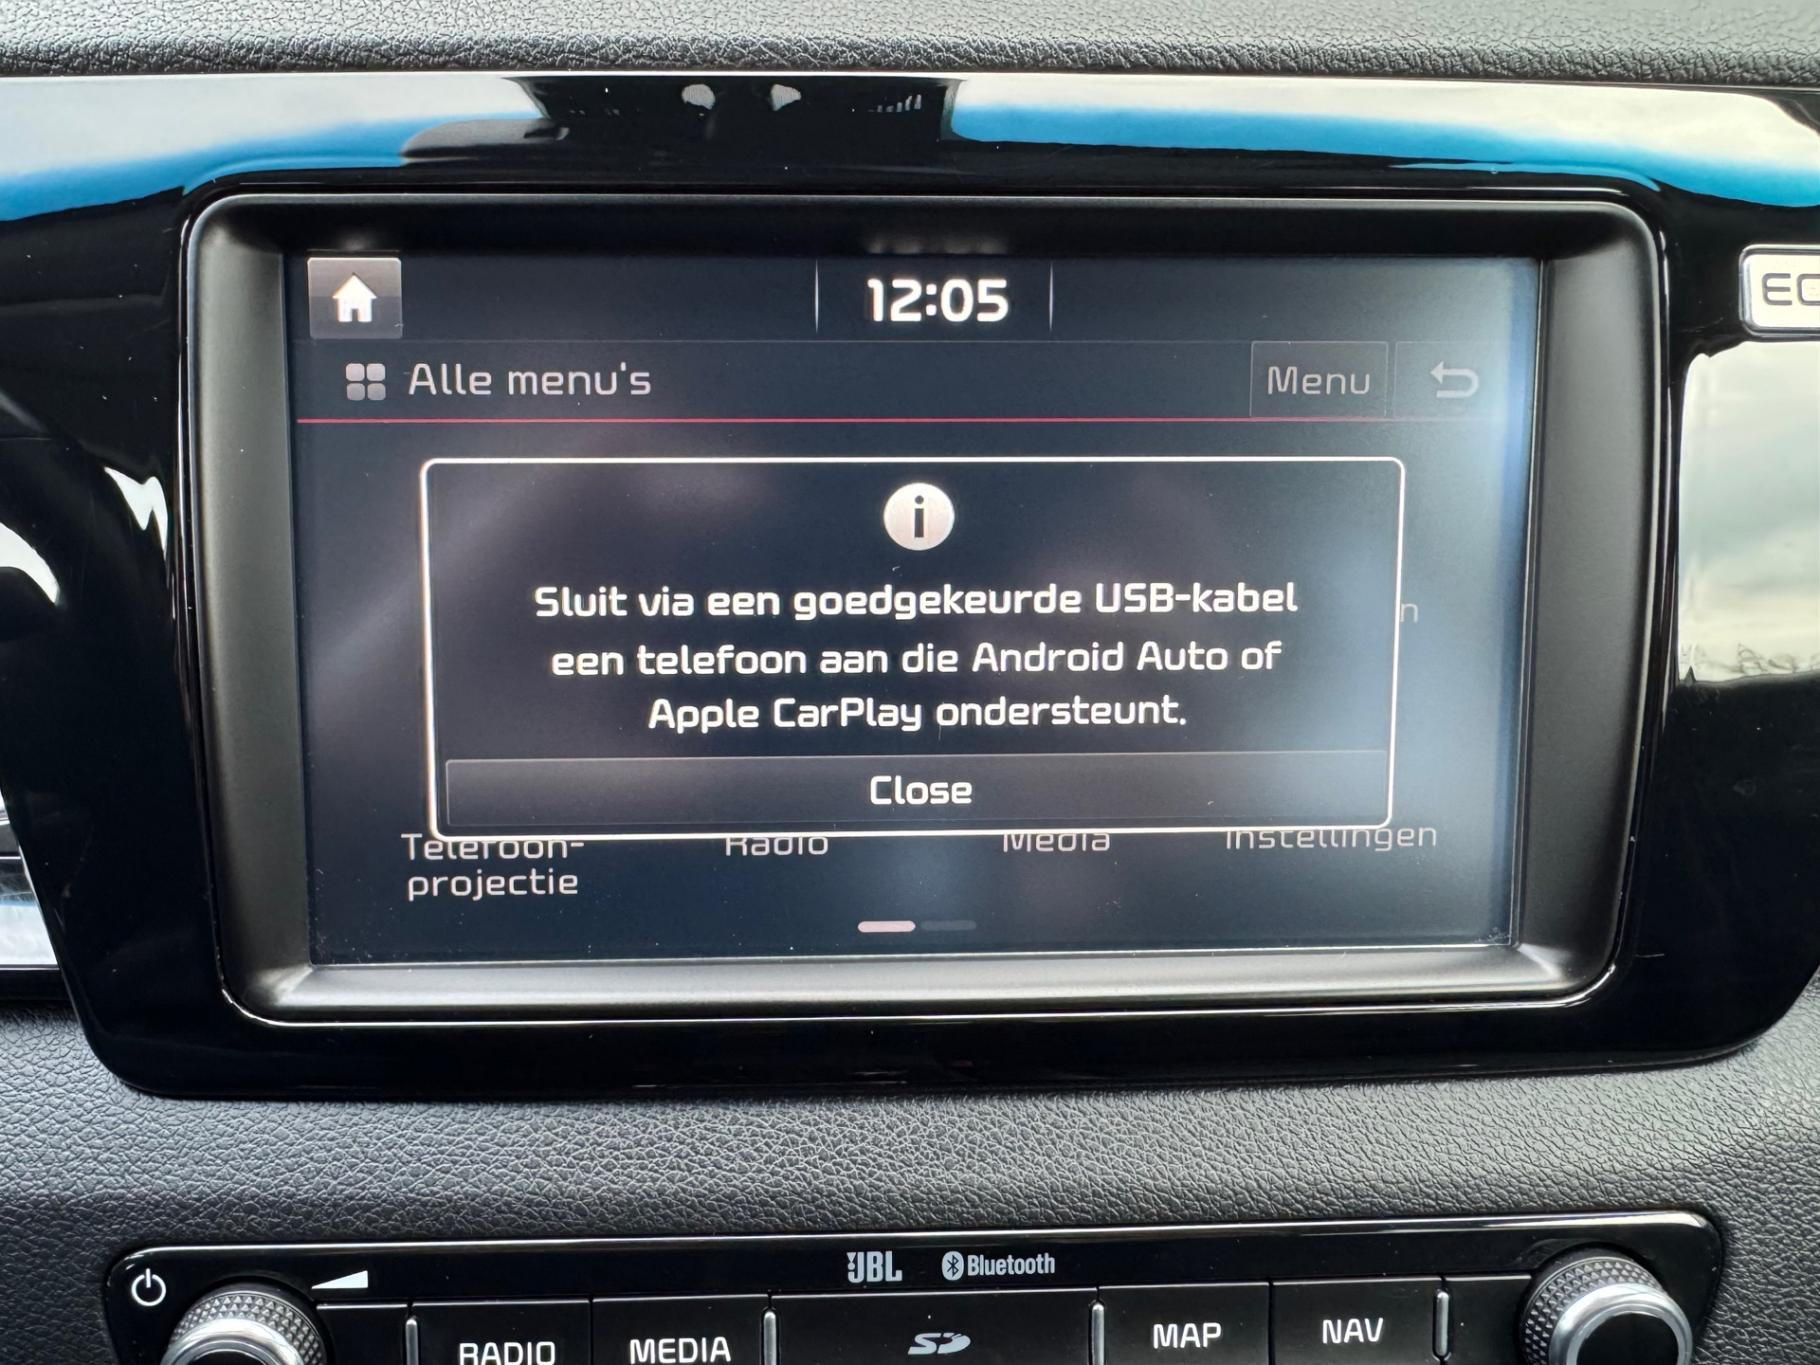 12:05
Alle menu's
Menu
i
Sluit via een goedgekeurde USB-kabel
een telefoon aan die Android Auto of
Apple CarPlay ondersteunt.
Close
Telefoon-
projectie
Radio
Media
Instellingen
JBL
Bluetooth
RADIO
MEDIA
SD
MAP
NAV